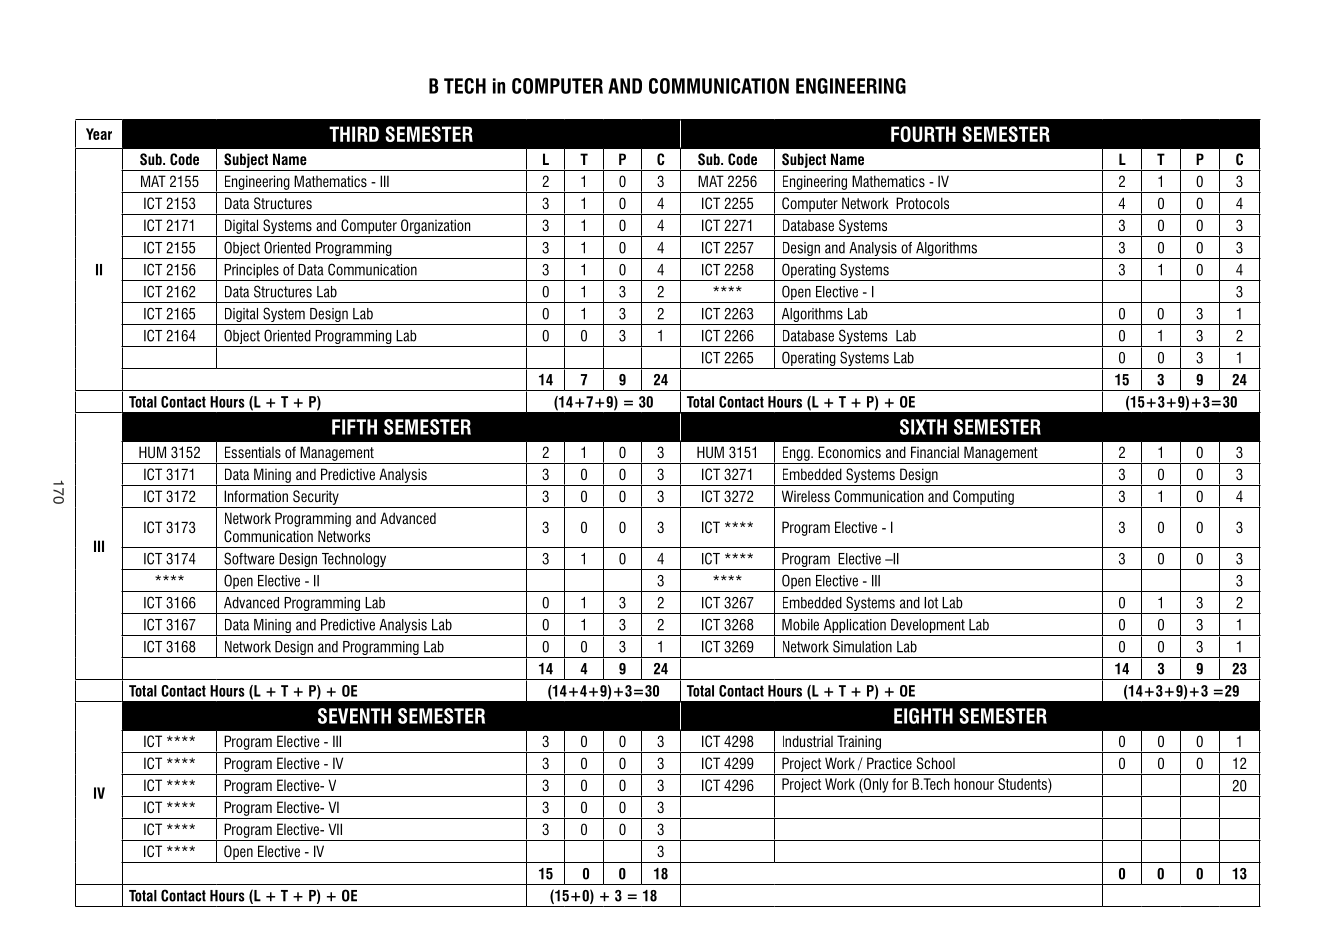 B TECH in COMPUTER AND COMMUNICATION ENGINEERING
Year THIRD SEMESTER FOURTH SEMESTER
Sub. Code Subject Name L T P C Sub. Code Subject Name L T P C
MAT 2155 Engineering Mathematics - III 2 1 0 3 MAT 2256 Engineering Mathematics - IV 2 1 0 3
ICT 2153 Data Structures 3 1 0 4 ICT 2255 Computer Network Protocols 4 0 0 4
ICT 2171 Digital Systems and Computer Organization 3 1 0 4 ICT 2271 Database Systems 3 0 0 3
ICT 2155 Object Oriented Programming 3 1 0 4 ICT 2257 Design and Analysis of Algorithms 3 0 0 3
II ICT 2156 Principles of Data Communication 3 1 0 4 ICT 2258 Operating Systems 3 1 0 4
ICT 2162 Data Structures Lab 0 1 3 2 **** Open Elective - I 3
ICT 2165 Digital System Design Lab 0 1 3 2 ICT 2263 Algorithms Lab 0 0 3 1
ICT 2164 Object Oriented Programming Lab 0 0 3 1 ICT 2266 Database Systems Lab 0 1 3 2
ICT 2265 Operating Systems Lab 0 0 3 1
14 7 9 24 15 3 9 24
Total Contact Hours (L + T + P) (14+7+9) = 30 Total Contact Hours (L + T + P) + OE (15+3+9)+3=30
FIFTH SEMESTER SIXTH SEMESTER
HUM 3152 Essentials of Management 2 1 0 3 HUM 3151 Engg. Economics and Financial Management 2 1 0 3
ICT 3171 Data Mining and Predictive Analysis 3 0 0 3 ICT 3271 Embedded Systems Design 3 0 0 3
ICT 3172 Information Security 3 0 0 3 ICT 3272 Wireless Communication and Computing 3 1 0 4
ICT 3173 Network Programming and Advanced
Communication Networks 3 0 0 3 ICT **** Program Elective - I 3 0 0 3
III ICT 3174 Software Design Technology 3 1 0 4 ICT **** Program Elective –II 3 0 0 3
**** Open Elective - II 3 **** Open Elective - III 3
ICT 3166 Advanced Programming Lab 0 1 3 2 ICT 3267 Embedded Systems and Iot Lab 0 1 3 2
ICT 3167 Data Mining and Predictive Analysis Lab 0 1 3 2 ICT 3268 Mobile Application Development Lab 0 0 3 1
ICT 3168 Network Design and Programming Lab 0 0 3 1 ICT 3269 Network Simulation Lab 0 0 3 1
14 4 9 24 14 3 9 23
Total Contact Hours (L + T + P) + OE (14+4+9)+3=30 Total Contact Hours (L + T + P) + OE (14+3+9)+3 =29
SEVENTH SEMESTER EIGHTH SEMESTER
ICT **** Program Elective - III 3 0 0 3 ICT 4298 Industrial Training 0 0 0 1
ICT **** Program Elective - IV 3 0 0 3 ICT 4299 Project Work / Practice School 0 0 0 12
IV ICT **** Program Elective- V 3 0 0 3 ICT 4296 Project Work (Only for B.Tech honour Students) 20
ICT **** Program Elective- VI 3 0 0 3
ICT **** Program Elective- VII 3 0 0 3
ICT **** Open Elective - IV 3
15 0 0 18 0 0 0 13
Total Contact Hours (L + T + P) + OE (15+0) + 3 = 18
170